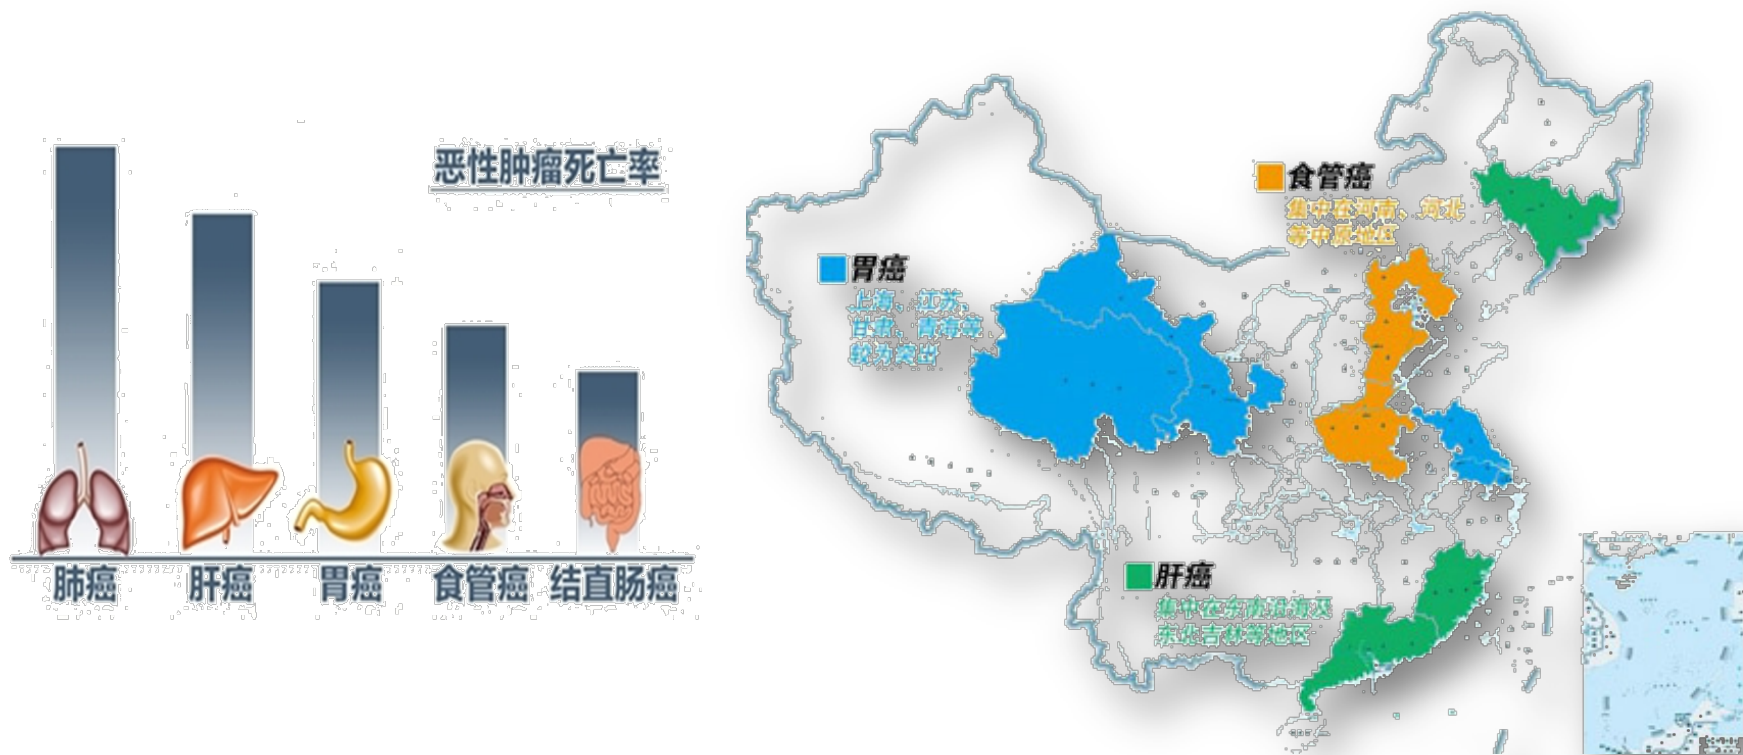 恶性肿瘤死亡率
肺癌
肝癌
胃癌
食管癌
结直肠癌
食管癌
集中在河南、河北
等中原地区
胃癌
上海、江苏、
甘肃、青海等
较为突出
肝癌
集中在东南沿海及
东北吉林等地区